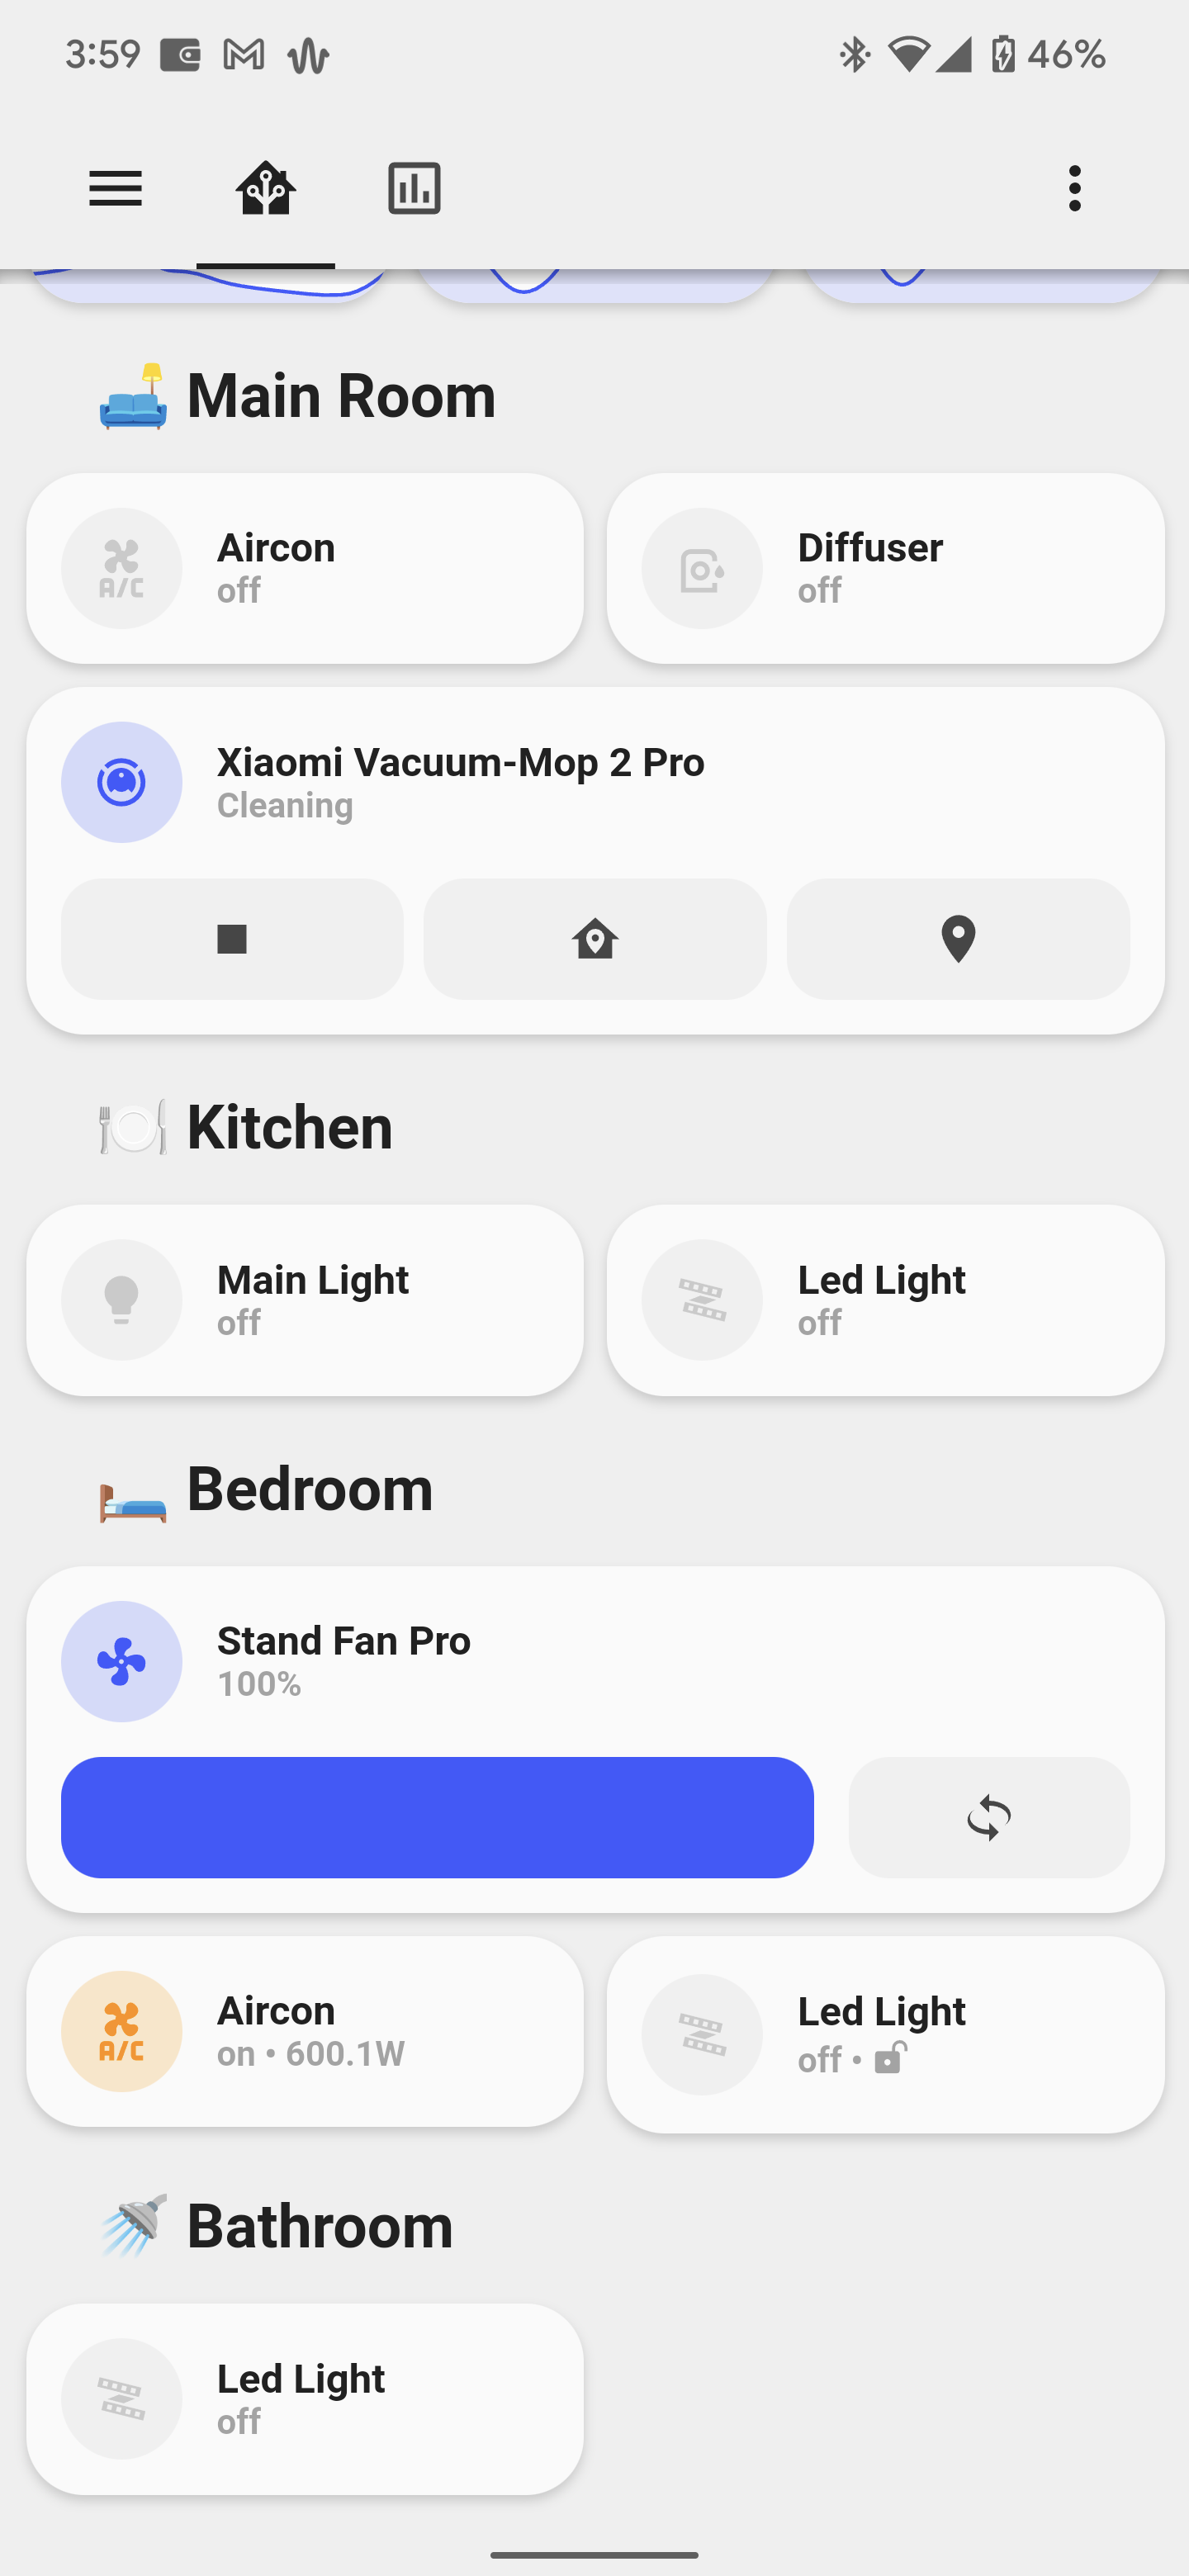 3:59 46%
Main Room
Aircon
off
Diffuser
off
Xiaomi Vacuum-Mop 2 Pro
Cleaning
Kitchen
Main Light
off
Led Light
off
Bedroom
Stand Fan Pro
100%
A/C
Aircon
on • 600.1W
Led Light
off •
Bathroom
Led Light
off